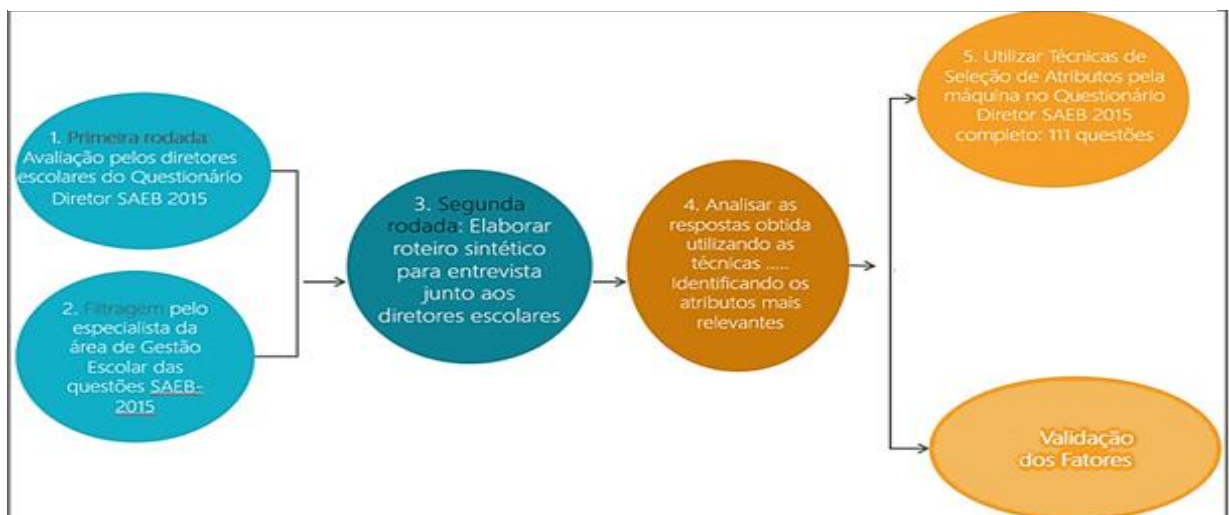 1. Primeira rodada:
Avaliação pelos diretores
escolares do Questionário
Diretor SAEB 2015
2. Filtragem pelo
especialista da
área de Gestão
Escolar das
questões SAEB-
2015
3. Segunda
rodada: Elaborar
roteiro sintético
para entrevista
junto aos
diretores escolares
4. Analisar as
respostas obtida
utilizando as
técnicas .....
Identificando os
atributos mais
relevantes
5. Utilizar Técnicas de
Seleção de Atributos pela
máquina no Questionário
Diretor SAEB 2015
completo: 111 questões
Validação
dos Fatores